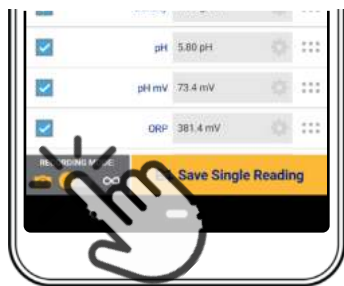 pH 5.80 pH
pH mV 73.4 mV
ORP 381.4 mV
RECORDING MODE:
Save Single Reading